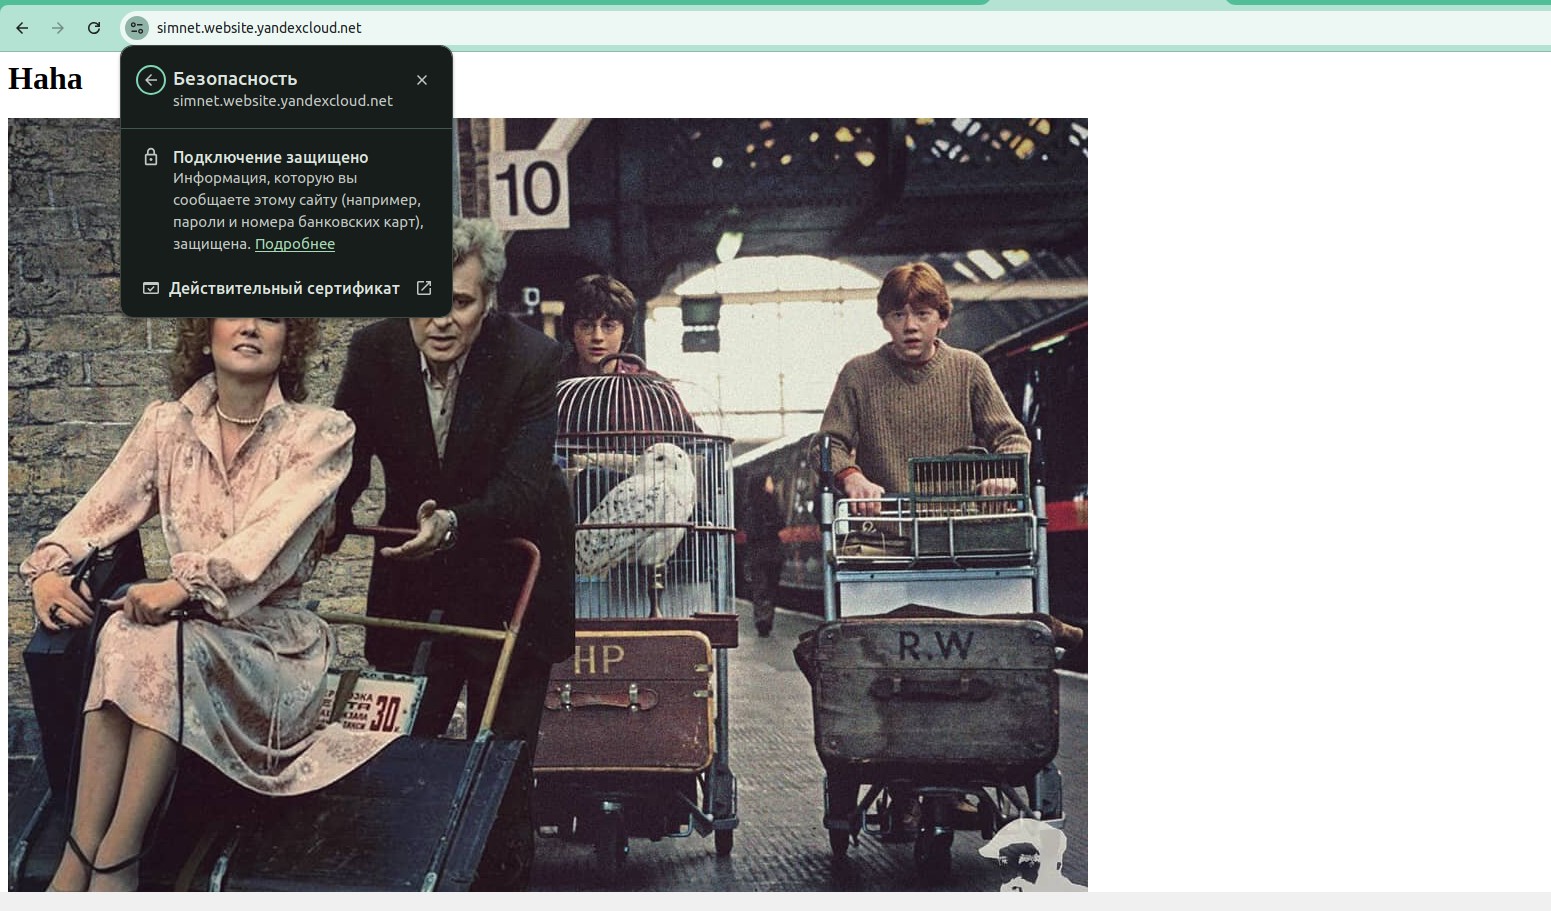 simnet.website.yandexcloud.net
Haha
Безопасность
simnet.website.yandexcloud.net
Подключение защищено
Информация, которую вы
сообщаете этому сайту (например,
пароли и номера банковских карт),
защищена. Подробнее
Действительный сертификат
10
HP
R.W
30